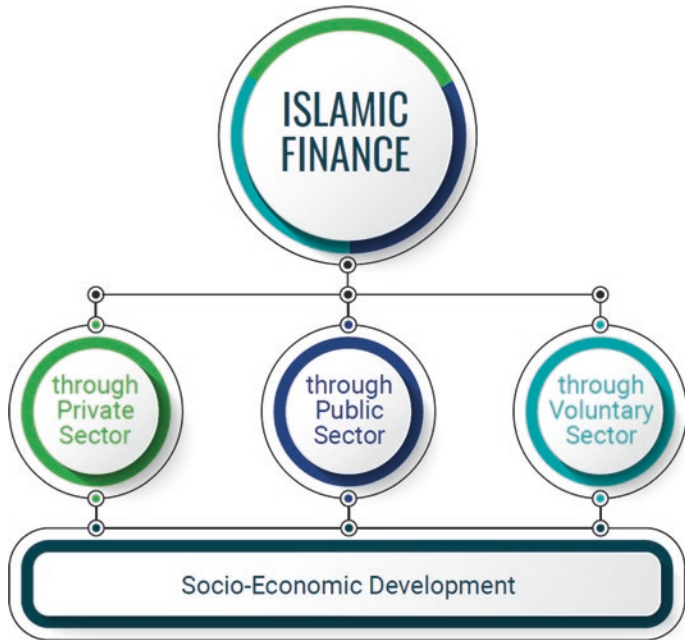 ISLAMIC
FINANCE
through
Private
Sector
through
Public
Sector
through
Voluntary
Sector
Socio-Economic Development